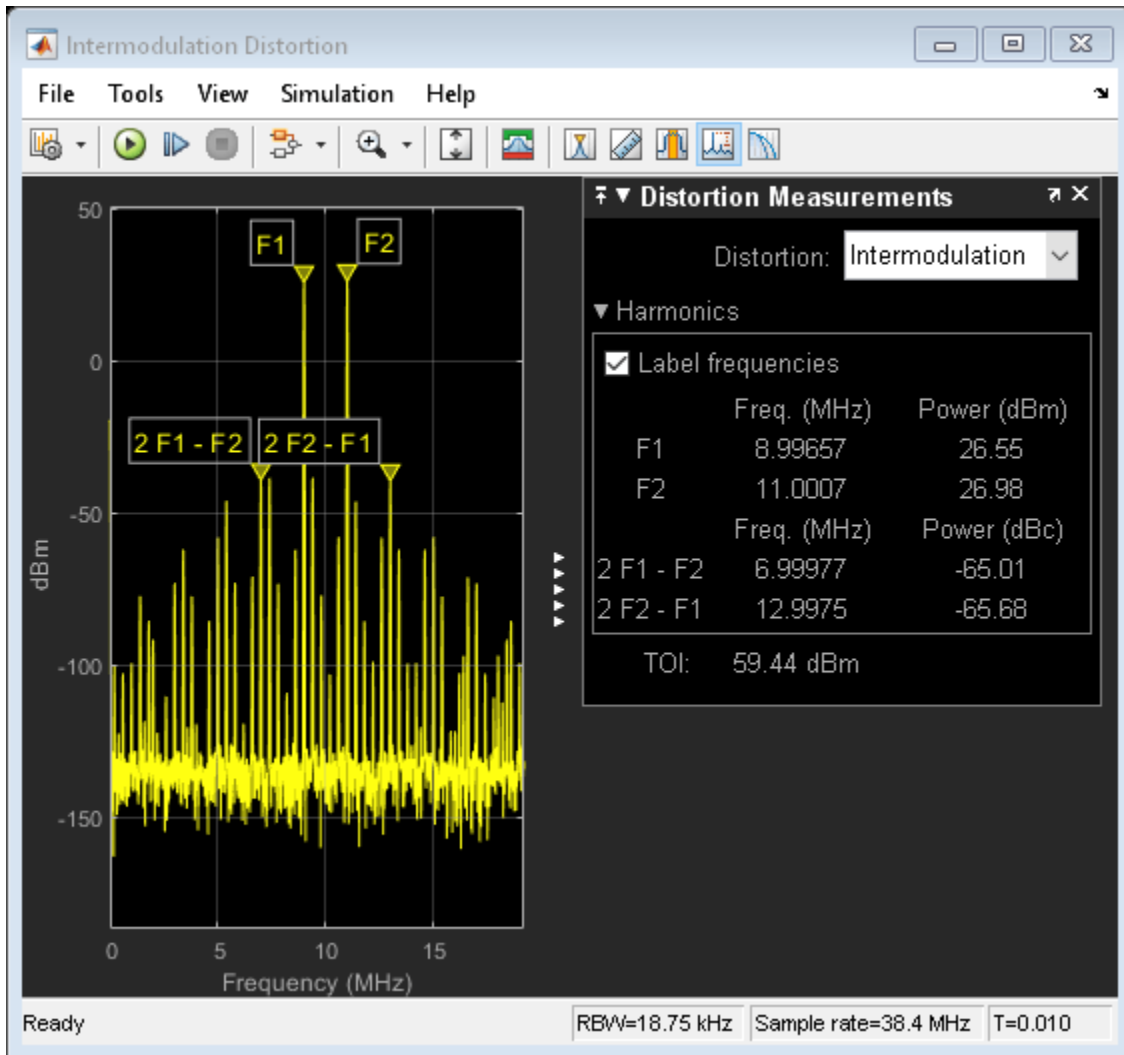 Intermodulation Distortion
File Tools View Simulation Help
Distortion Measurements
Distortion: Intermodulation
Harmonics
Label frequencies
Freq. (MHz) Power (dBm)
F1 8.99657 26.55
F2 11.0007 26.98
Freq. (MHz) Power (dBc)
2 F1 - F2 6.99977 -65.01
2 F2 - F1 12.9975 -65.68
TOI: 59.44 dBm
50
F1 F2
0
2 F1 - F2 2 F2 - F1
-50
dBm
-100
-150
0 5 10 15
Frequency (MHz)
Ready RBW=18.75 kHz Sample rate=38.4 MHz T=0.010